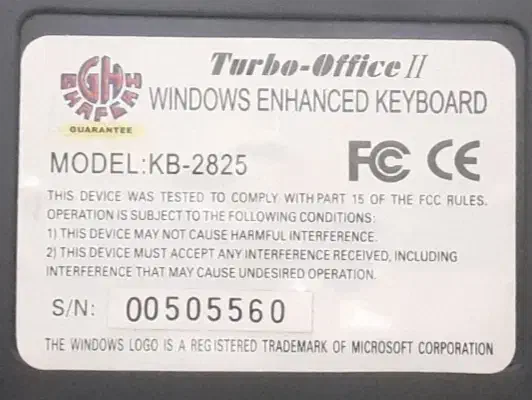 Turbo-Office II
WINDOWS ENHANCED KEYBOARD
GH
GUARANTEE
MODEL:KB-2825
FC CE
THIS DEVICE WAS TESTED TO COMPLY WITH PART 15 OF THE FCC RULES.
OPERATION IS SUBJECT TO THE FOLLOWING CONDITIONS:
1) THIS DEVICE MAY NOT CAUSE HARMFUL INTERFERENCE.
2) THIS DEVICE MUST ACCEPT ANY INTERFERENCE RECEIVED, INCLUDING
INTERFERENCE THAT MAY CAUSE UNDESIRED OPERATION.
S/N: 00505560
THE WINDOWS LOGO IS A REGISTERED TRADEMARK OF MICROSOFT CORPORATION